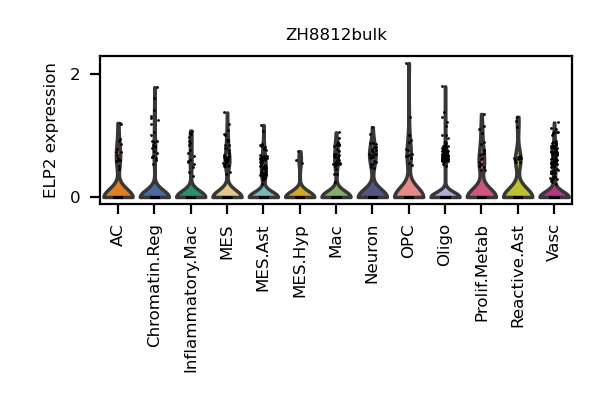 ZH8812bulk
ELP2 expression
2
0
AC
Chromatin.Reg
Inflammatory.Mac
MES
MES.Ast
MES.Hyp
Mac
Neuron
OPC
Oligo
Prolif.Metab
Reactive.Ast
Vasc